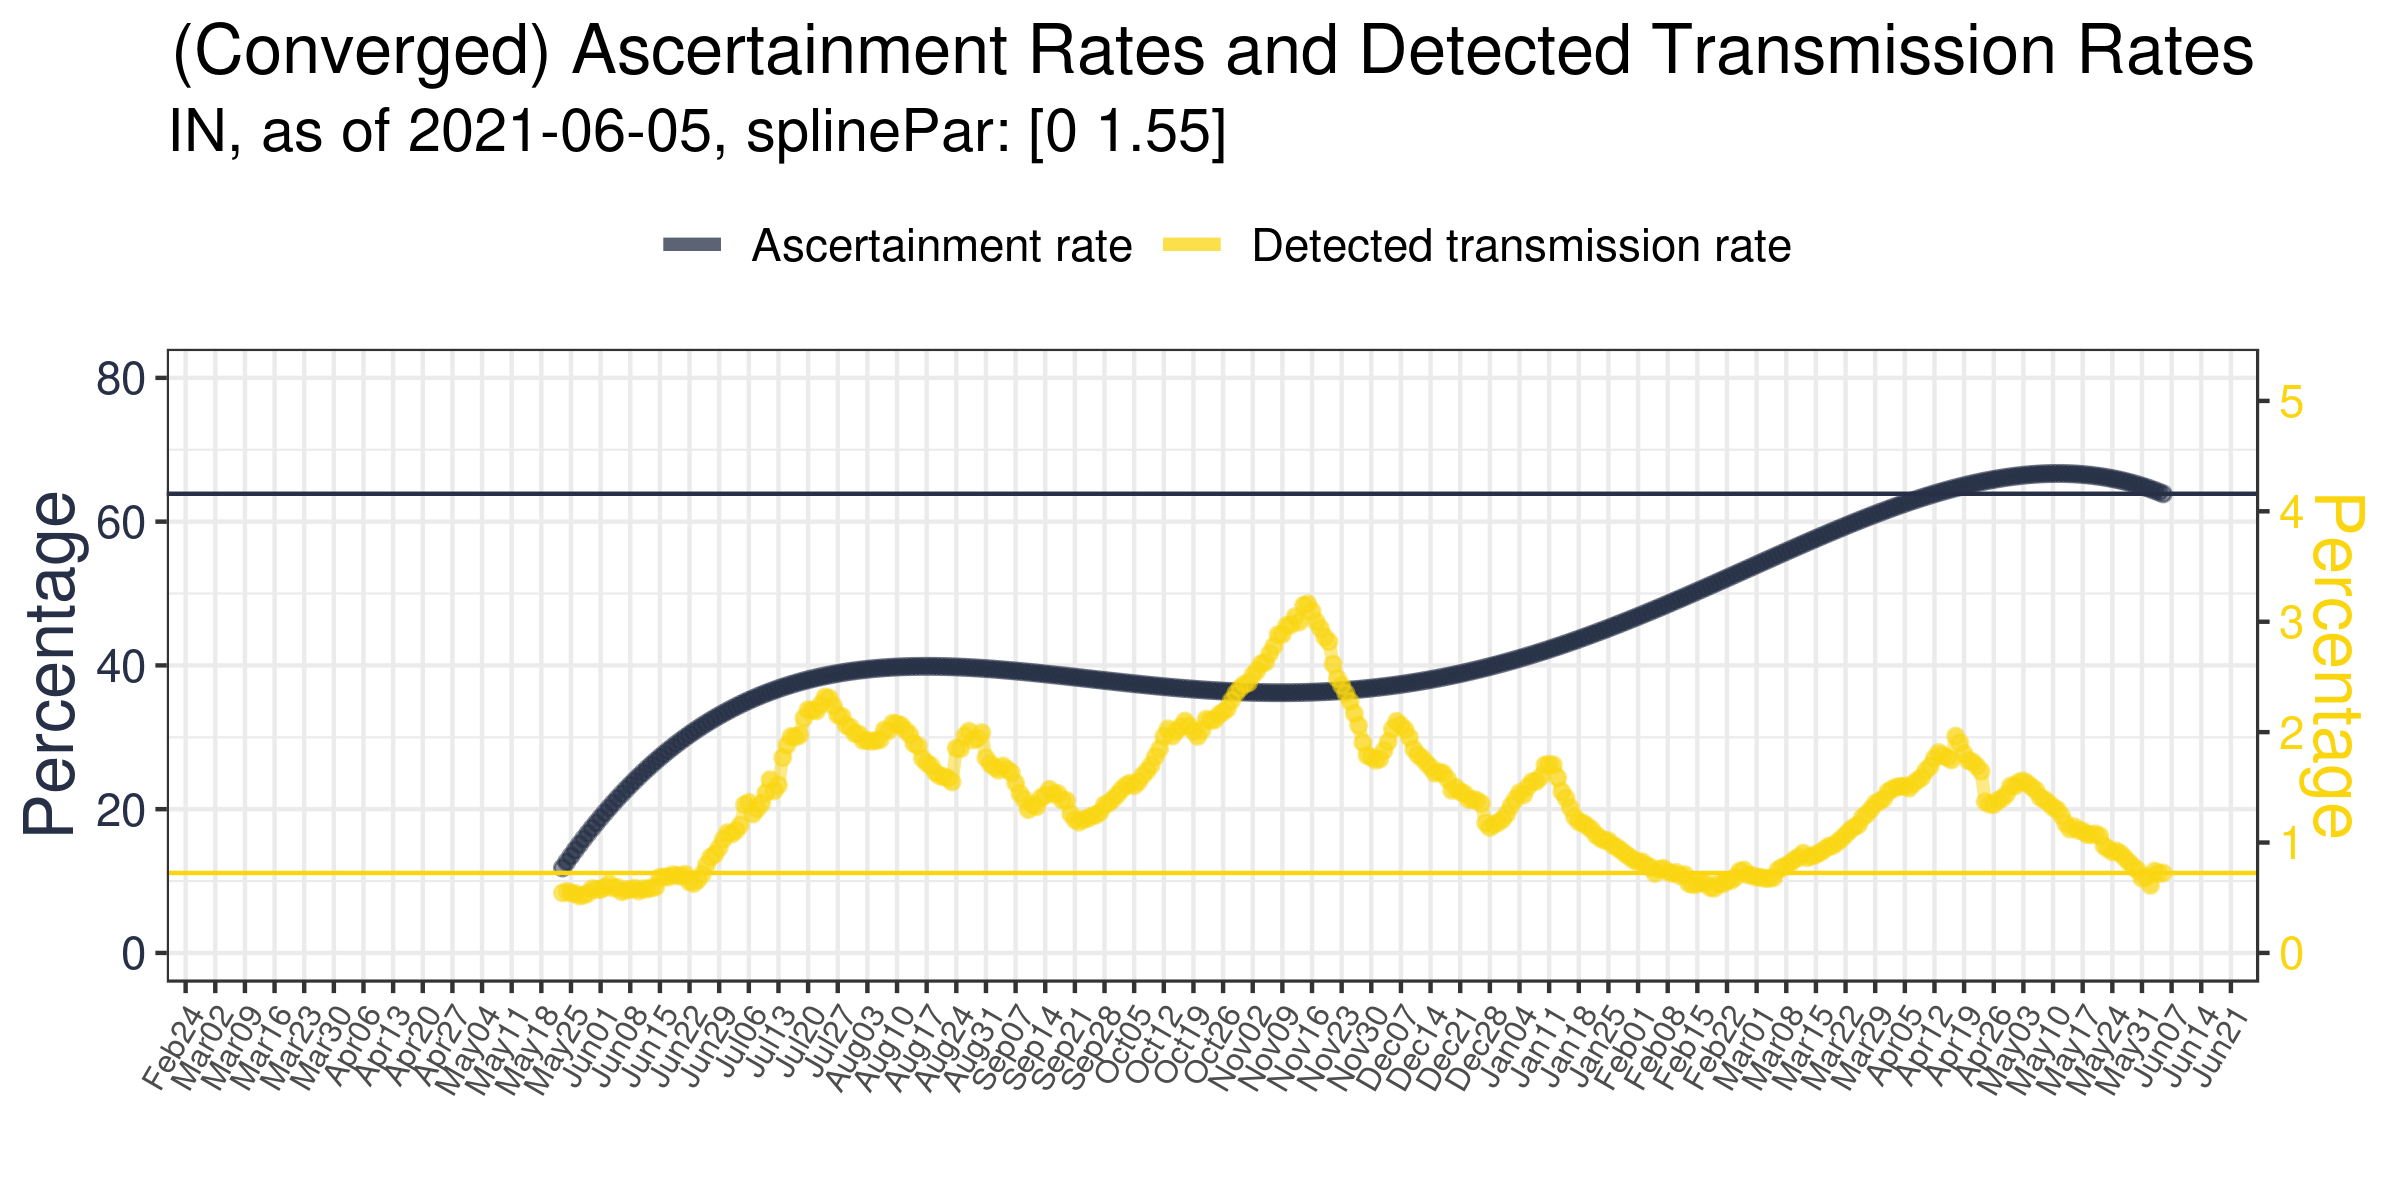 (Converged) Ascertainment Rates and Detected Transmission Rates
IN, as of 2021-06-05, splinePar: [0 1.55]
Ascertainment rate
Detected transmission rate
Percentage
80
60
40
20
0
5
4
3
2
1
0
Percentage
Feb24
Mar02
Mar09
Mar16
Mar23
Mar30
Apr06
Apr13
Apr20
Apr27
May04
May11
May18
May25
Jun01
Jun08
Jun15
Jun22
Jun29
Jul06
Jul13
Jul20
Jul27
Aug03
Aug10
Aug17
Aug24
Aug31
Sep07
Sep14
Sep21
Sep28
Oct05
Oct12
Oct19
Oct26
Nov02
Nov09
Nov16
Nov23
Nov30
Dec07
Dec14
Dec21
Dec28
Jan04
Jan11
Jan18
Jan25
Feb01
Feb08
Feb15
Feb22
Mar01
Mar08
Mar15
Mar22
Mar29
Apr05
Apr12
Apr19
Apr26
May03
May10
May17
May24
May31
Jun07
Jun14
Jun21